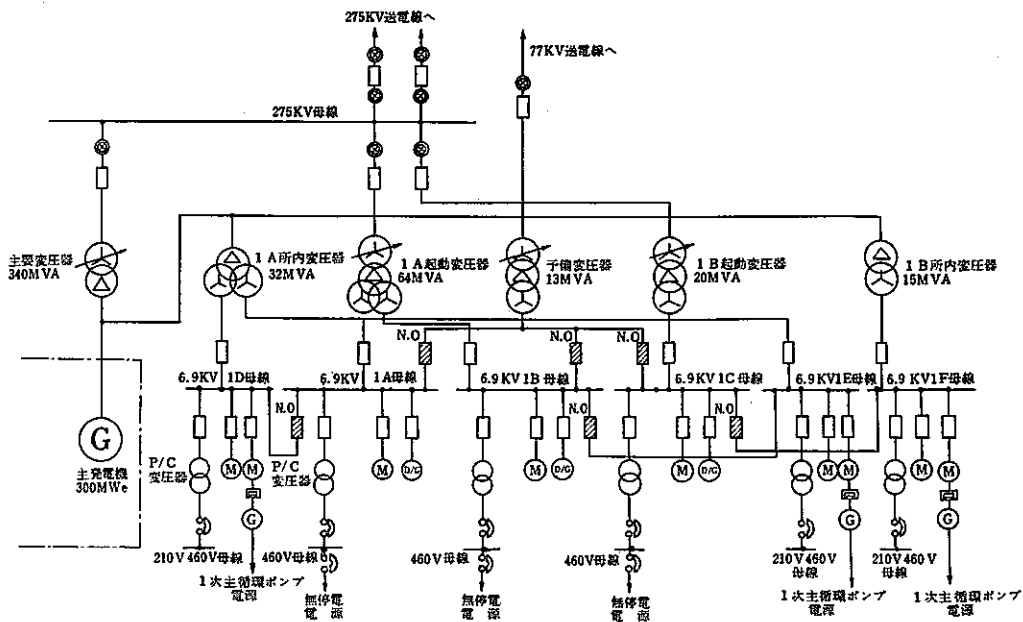 275KV送電線へ
77KV送電線へ
275KV母線
主要変圧器
340MVA
1A所内変圧器
32MVA
1A起動変圧器
64MVA
予備変圧器
13MVA
1B起動変圧器
20MVA
1B所内変圧器
15MVA
N.O
N.O
N.O
6.9KV 1D母線
6.9KV 1A母線
6.9KV 1B母線
6.9KV 1C母線
6.9KV1E母線
6.9KV1F母線
N.O
N.O
N.O
G
主発電機
300MWe
P/C
変圧器
M
M
P/C
変圧器
M
D/G
M
D/G
M
D/G
M
M
M
M
G
G
G
210V 460V母線
460V母線
460V母線
460V母線
210V 460V
母線
210V 460V
母線
1次主循環ポンプ
電源
無停電
電源
無停電
電源
無停電
電源
1次主循環ポンプ
電源
1次主循環ポンプ
電源